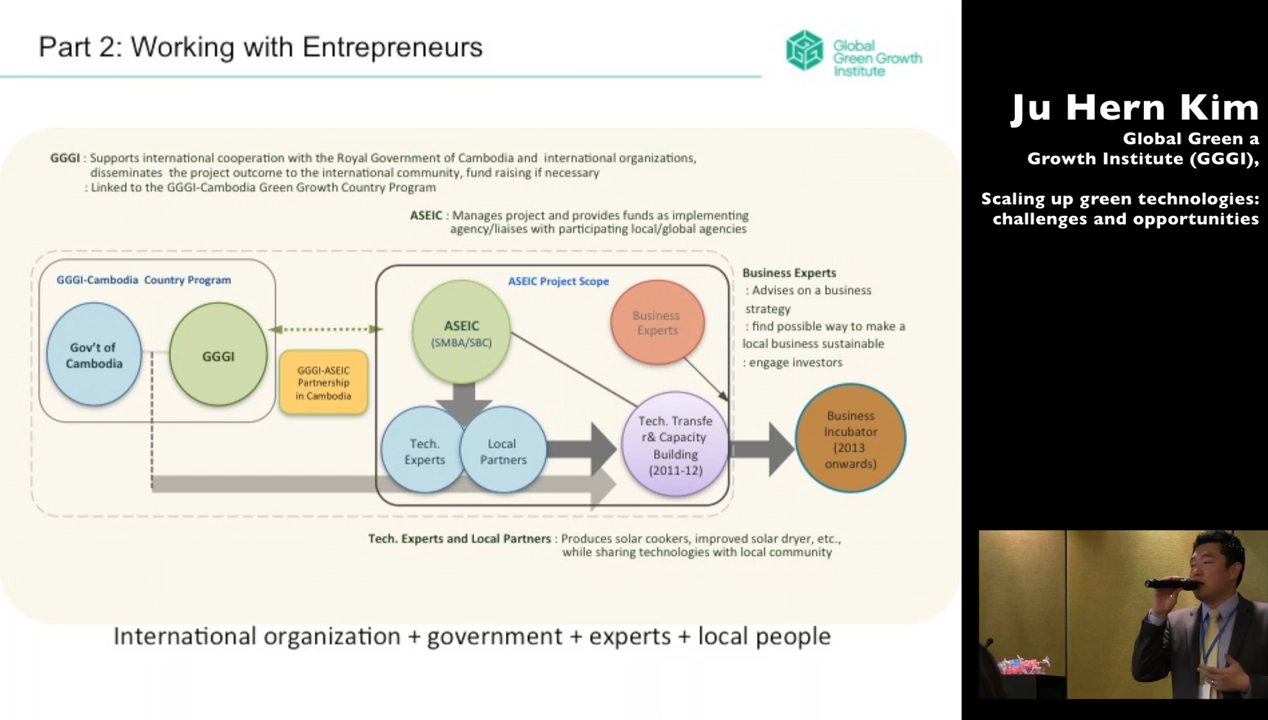 Part 2: Working with Entrepreneurs
Global
Green Growth
Institute
Ju Hern Kim
Global Green a
Growth Institute (GGGI),
Scaling up green technologies:
challenges and opportunities
GGGI : Supports international cooperation with the Royal Government of Cambodia and international organizations,
disseminates the project outcome to the international community, fund raising if necessary
: Linked to the GGGI-Cambodia Green Growth Country Program
ASEIC : Manages project and provides funds as implementing
agency/liaises with participating local/global agencies
GGGI-Cambodia Country Program
Gov't of
Cambodia
GGGI
GGGI-ASEIC
Partnership
in Cambodia
ASEIC Project Scope
ASEIC
(SMBA/SBC)
Business
Experts
Tech.
Experts
Local
Partners
Tech. Transfe
r& Capacity
Building
(2011-12)
Business Experts
: Advises on a business
strategy
: find possible way to make a
local business sustainable
: engage investors
Business
Incubator
(2013
onwards)
Tech. Experts and Local Partners : Produces solar cookers, improved solar dryer, etc.,
while sharing technologies with local community
International organization + government + experts + local people